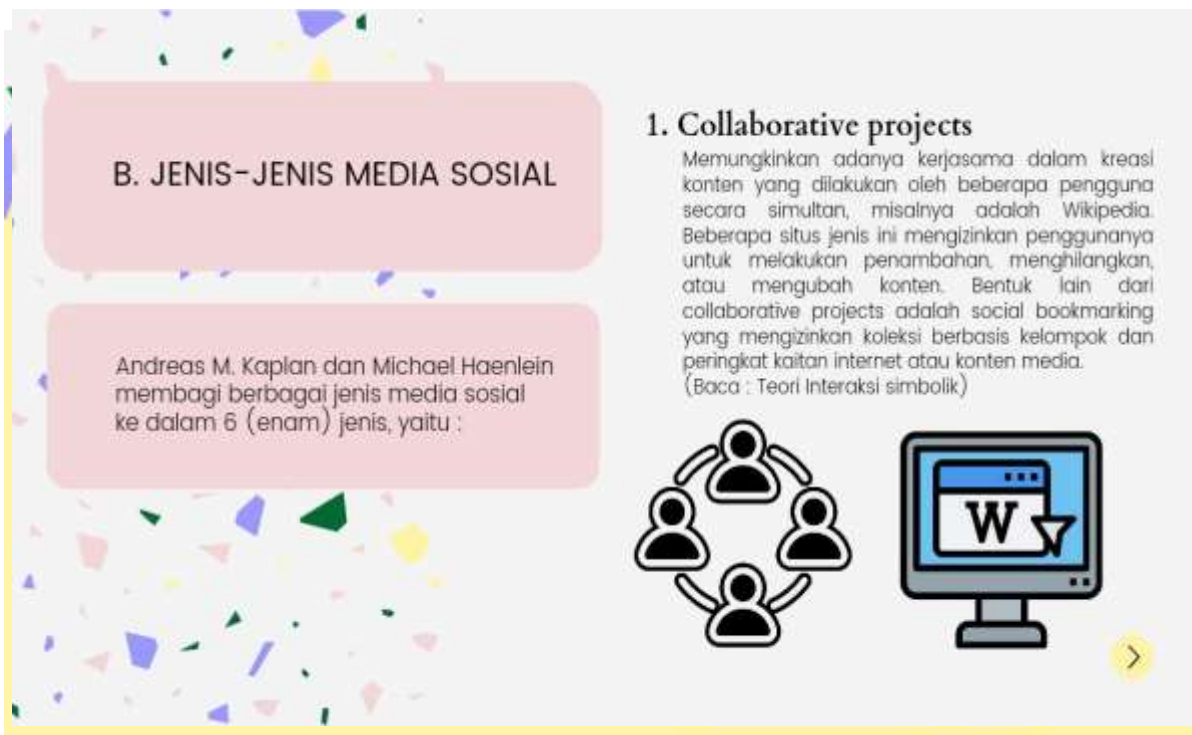 B. JENIS-JENIS MEDIA SOSIAL
Andreas M. Kaplan dan Michael Haenlein
membagi berbagai jenis media sosial
ke dalam 6 (enam) jenis, yaitu :
1. Collaborative projects
Memungkinkan adanya kerjasama dalam kreasi
konten yang dilakukan oleh beberapa pengguna
secara simultan, misalnya adalah Wikipedia.
Beberapa situs jenis ini mengizinkan penggunanya
untuk melakukan penambahan, menghilangkan,
atau mengubah konten. Bentuk lain dari
collaborative projects adalah social bookmarking
yang mengizinkan koleksi berbasis kelompok dan
peringkat kaitan internet atau konten media.
(Baca : Teori Interaksi simbolik)
W